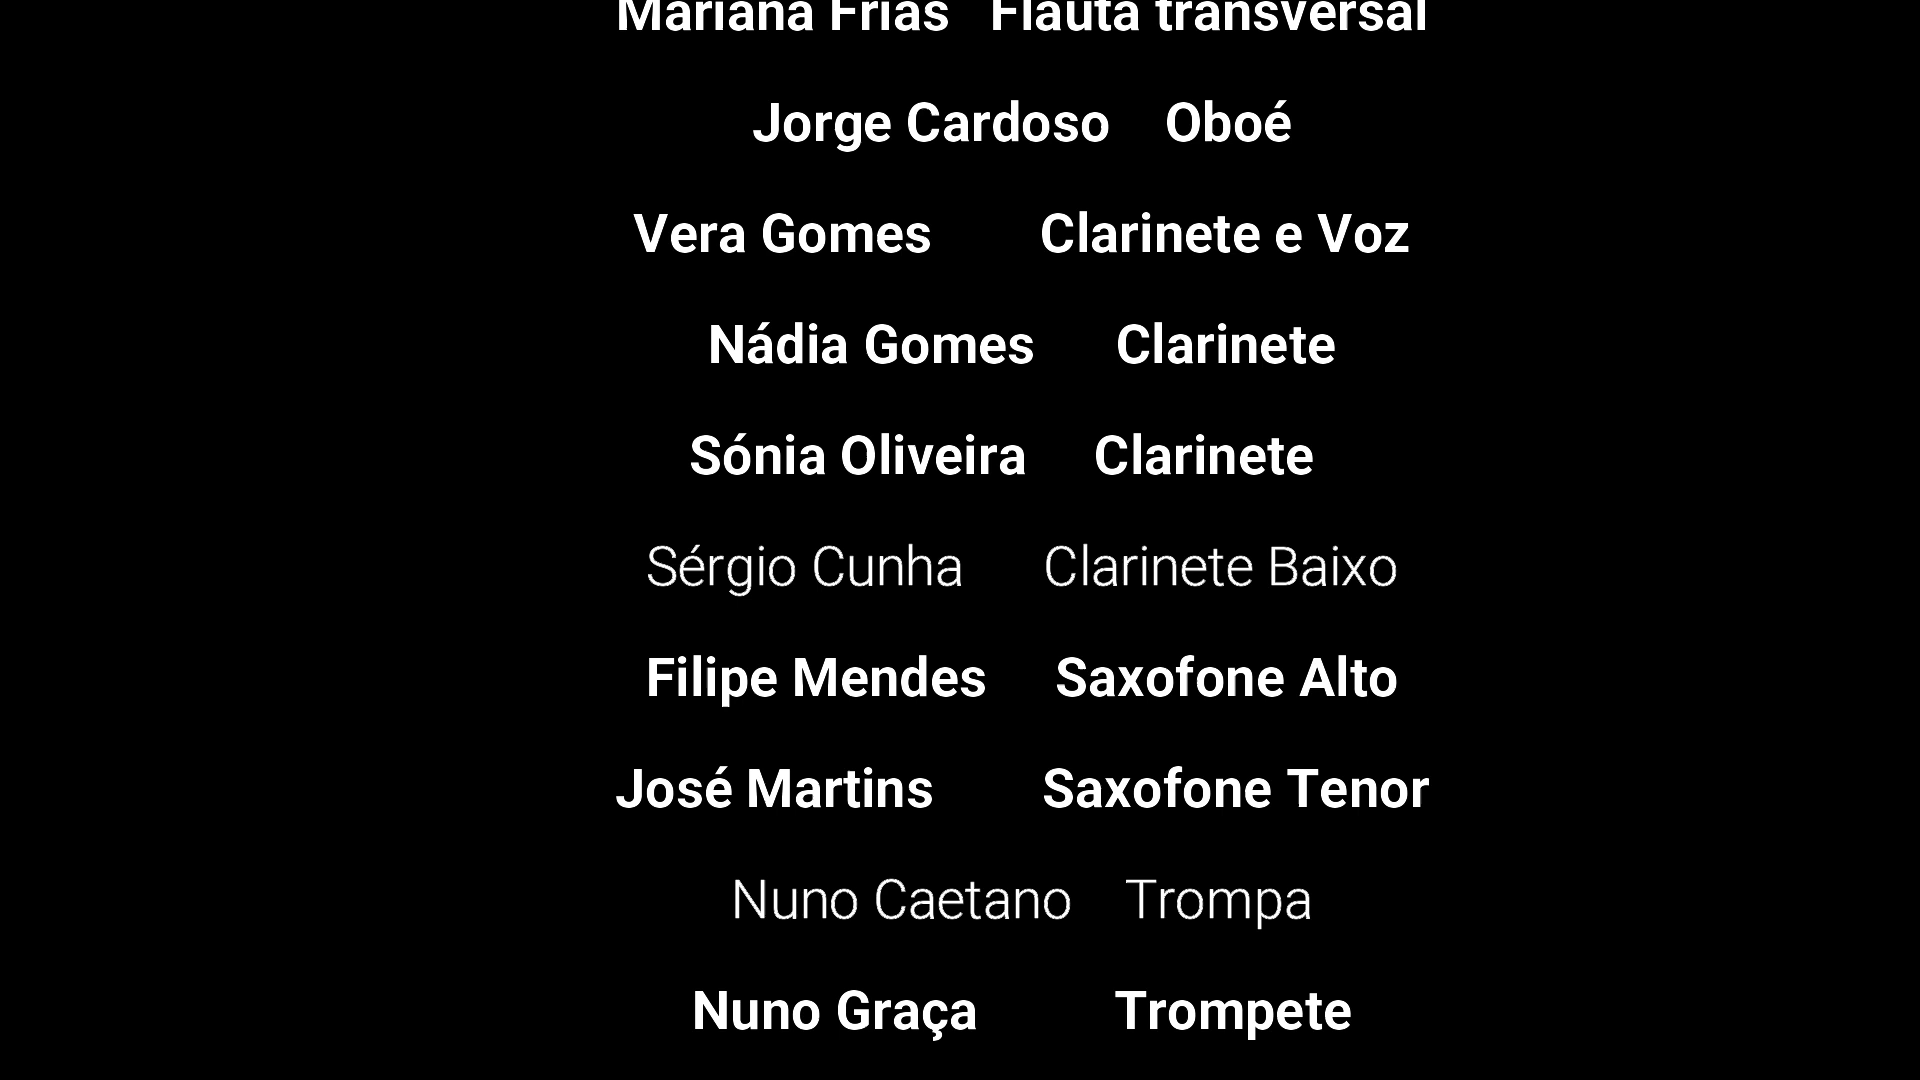 Mariana Frias Flauta transversal
Jorge Cardoso Oboé
Vera Gomes Clarinete e Voz
Nádia Gomes Clarinete
Sónia Oliveira Clarinete
Sérgio Cunha Clarinete Baixo
Filipe Mendes Saxofone Alto
José Martins Saxofone Tenor
Nuno Caetano Trompa
Nuno Graça Trompete